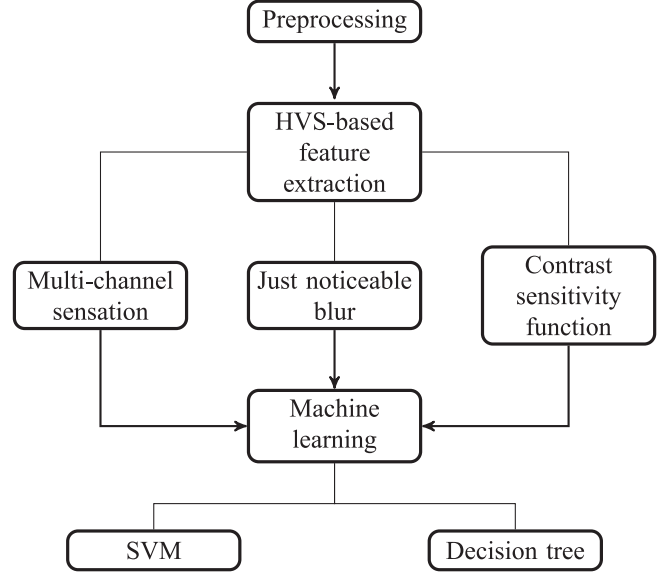 Preprocessing
HVS-based
feature
extraction
Multi-channel
sensation
Just noticeable
blur
Contrast
sensitivity
function
Machine
learning
SVM
Decision tree